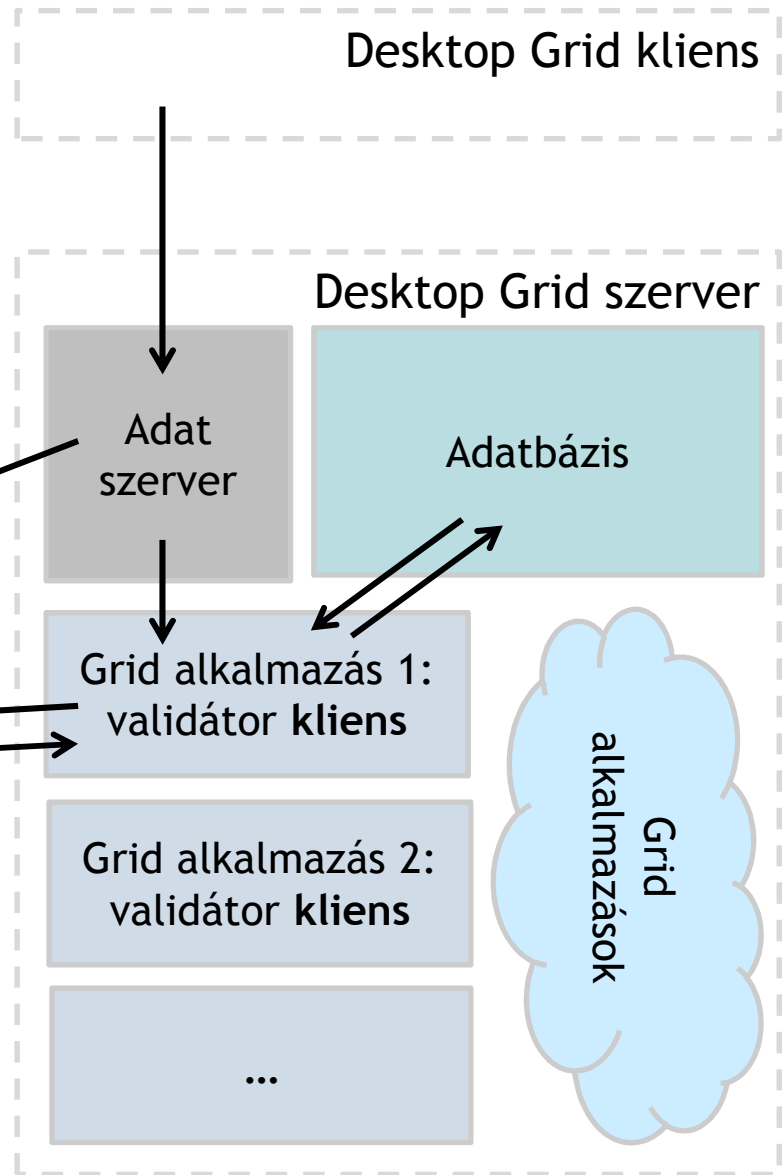 Desktop Grid kliens
Desktop Grid szerver
Adat
szerver
Adatbázis
Grid alkalmazás 1:
validátor kliens
Grid alkalmazás 2:
validátor kliens
…
Grid
alkalmazások